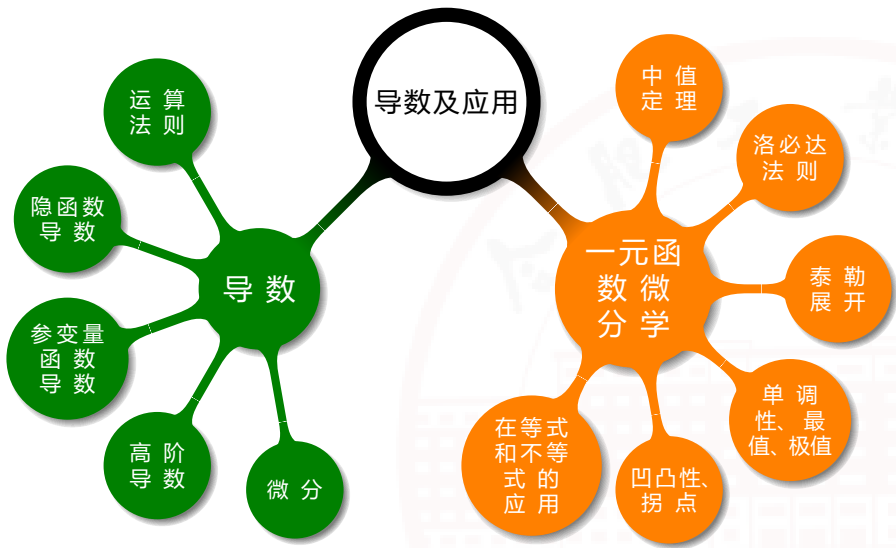 导数及应用
导数
运算
法则
隐函数
导数
参变量
函数
导数
高阶
导数
微分
一元函
数微
分学
中值
定理
洛必达
法则
泰勒
展开
单调
性、最
值、极值
凹凸性、
拐点
在等式
和不等
式的
应用